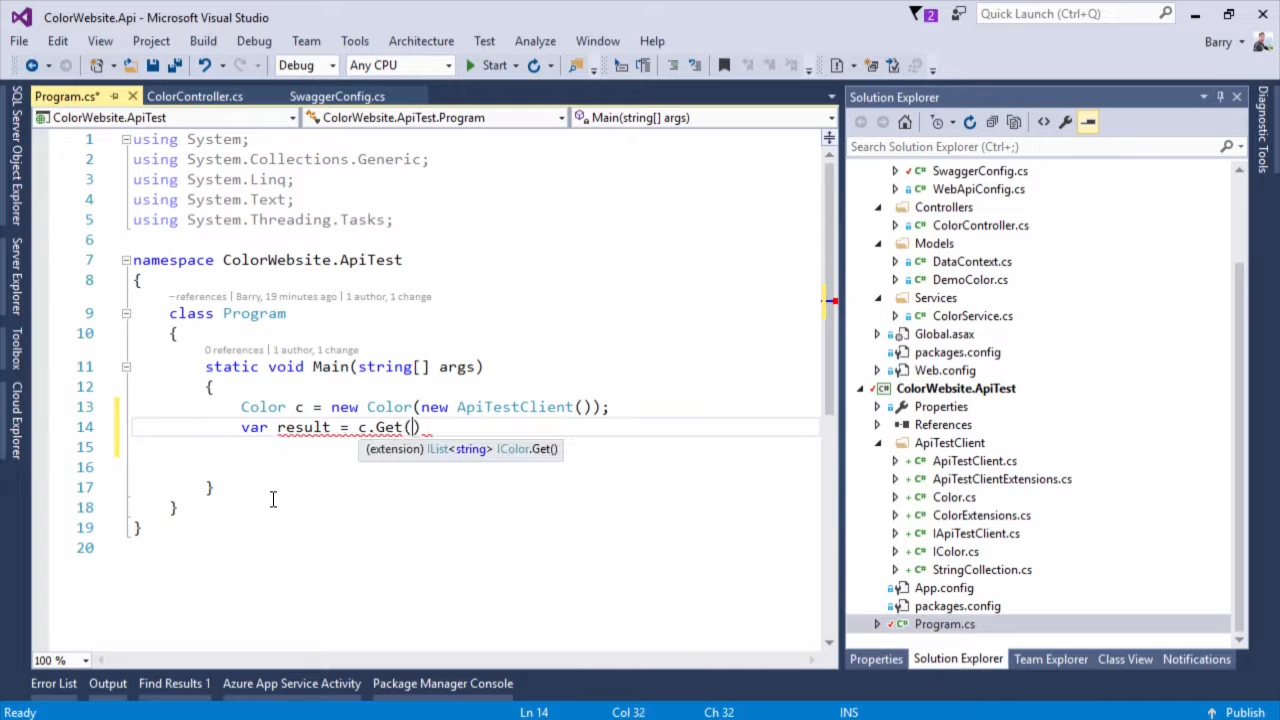 ColorWebsite.Api - Microsoft Visual Studio
2
Quick Launch (Ctrl+Q)
File Edit View Project Build Debug Team Tools Architecture Test Analyze Window Help
Barry
Debug Any CPU Start
Program.cs* ColorController.cs SwaggerConfig.cs
ColorWebsite.ApiTest ColorWebsite.ApiTest.Program Main(string[] args)
SQL Server Object Explorer
Server Explorer
Toolbox
Cloud Explorer
1 using System;
2 using System.Collections.Generic;
3 using System.Linq;
4 using System.Text;
5 using System.Threading.Tasks;
6
7 namespace ColorWebsite.ApiTest
8 {
–references | Barry, 19 minutes ago | 1 author, 1 change
9 class Program
10 {
0 references | 1 author, 1 change
11 static void Main(string[] args)
12 {
13 Color c = new Color(new ApiTestClient());
14 var result = c.Get()
(extension) IList<string> IColor.Get()
15
16
17 }
18 }
19 }
20
100 %
Solution Explorer
Search Solution Explorer (Ctrl+;)
C# SwaggerConfig.cs
C# WebApiConfig.cs
Controllers
C# ColorController.cs
Models
C# DataContext.cs
C# DemoColor.cs
Services
C# ColorService.cs
Global.asax
packages.config
Web.config
C# ColorWebsite.ApiTest
Properties
References
ApiTestClient
C# ApiTestClient.cs
C# ApiTestClientExtensions.cs
C# Color.cs
C# ColorExtensions.cs
C# IApiTestClient.cs
C# IColor.cs
C# StringCollection.cs
App.config
packages.config
C# Program.cs
Properties Solution Explorer Team Explorer Class View Notifications
Diagnostic Tools
Error List Output Find Results 1 Azure App Service Activity Package Manager Console
Ready Ln 14 Col 32 Ch 32 INS Publish